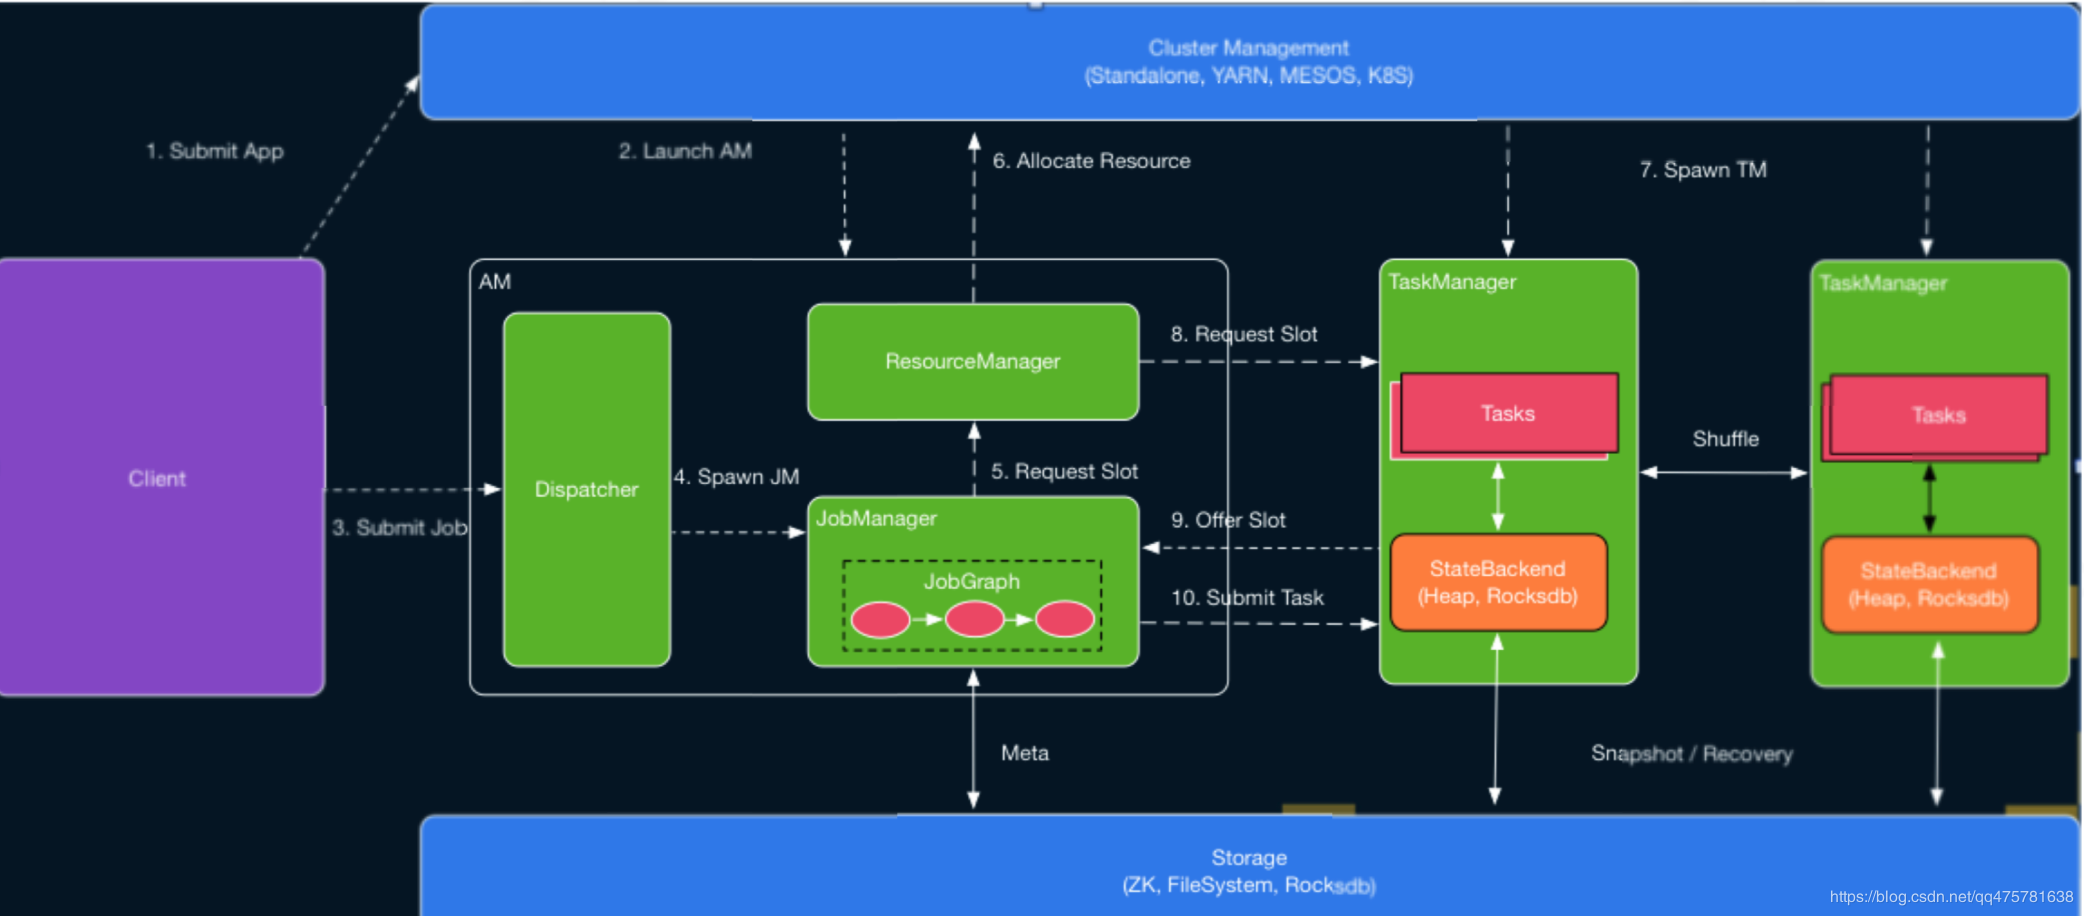 Cluster Management
(Standalone, YARN, MESOS, K8S)
1. Submit App
2. Launch AM
6. Allocate Resource
7. Spawn TM
AM
TaskManager
TaskManager
ResourceManager
8. Request Slot
Tasks
Tasks
Shuffle
Client
Dispatcher
4. Spawn JM
5. Request Slot
3. Submit Job
JobManager
9. Offer Slot
JobGraph
StateBackend
(Heap, Rocksdb)
StateBackend
(Heap, Rocksdb)
10. Submit Task
Meta
Snapshot / Recovery
Storage
(ZK, FileSystem, Rocksdb)
https://blog.csdn.net/qq475781638